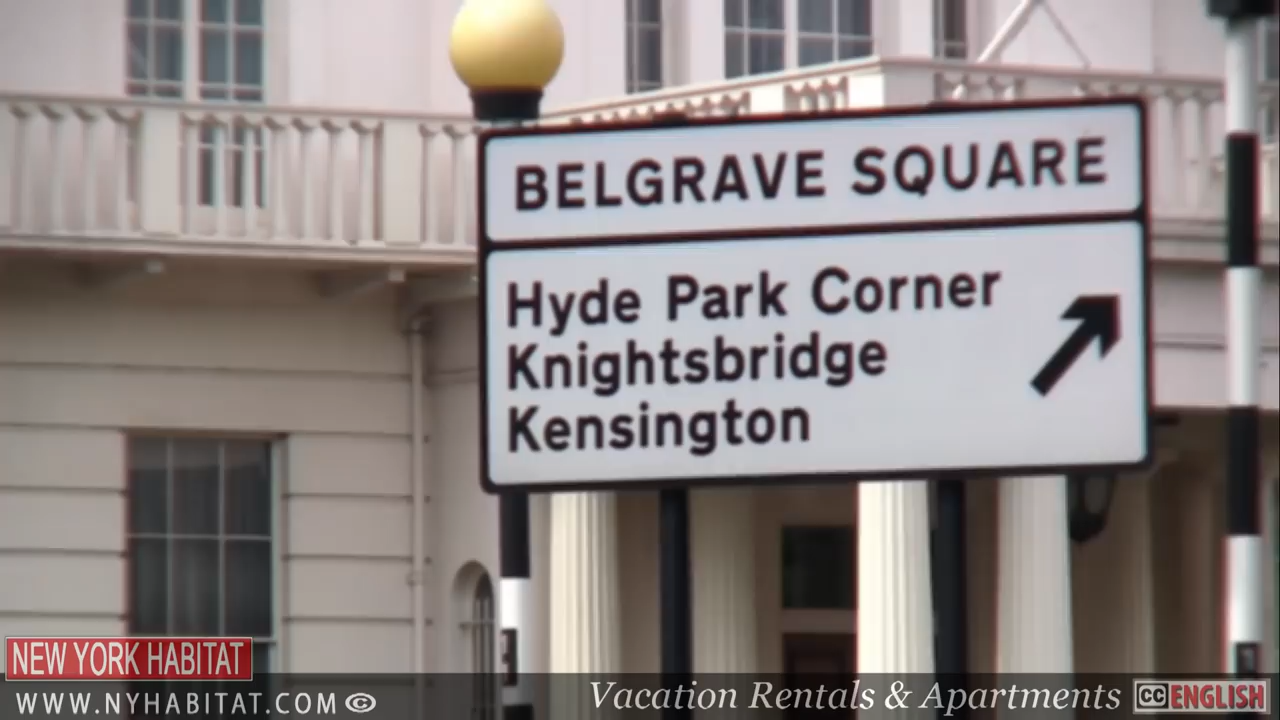 BELGRAVE SQUARE
Hyde Park Corner
Knightsbridge
Kensington
NEW YORK HABITAT
WWW.NYHABITAT.COM ©
Vacation Rentals & Apartments
CC ENGLISH